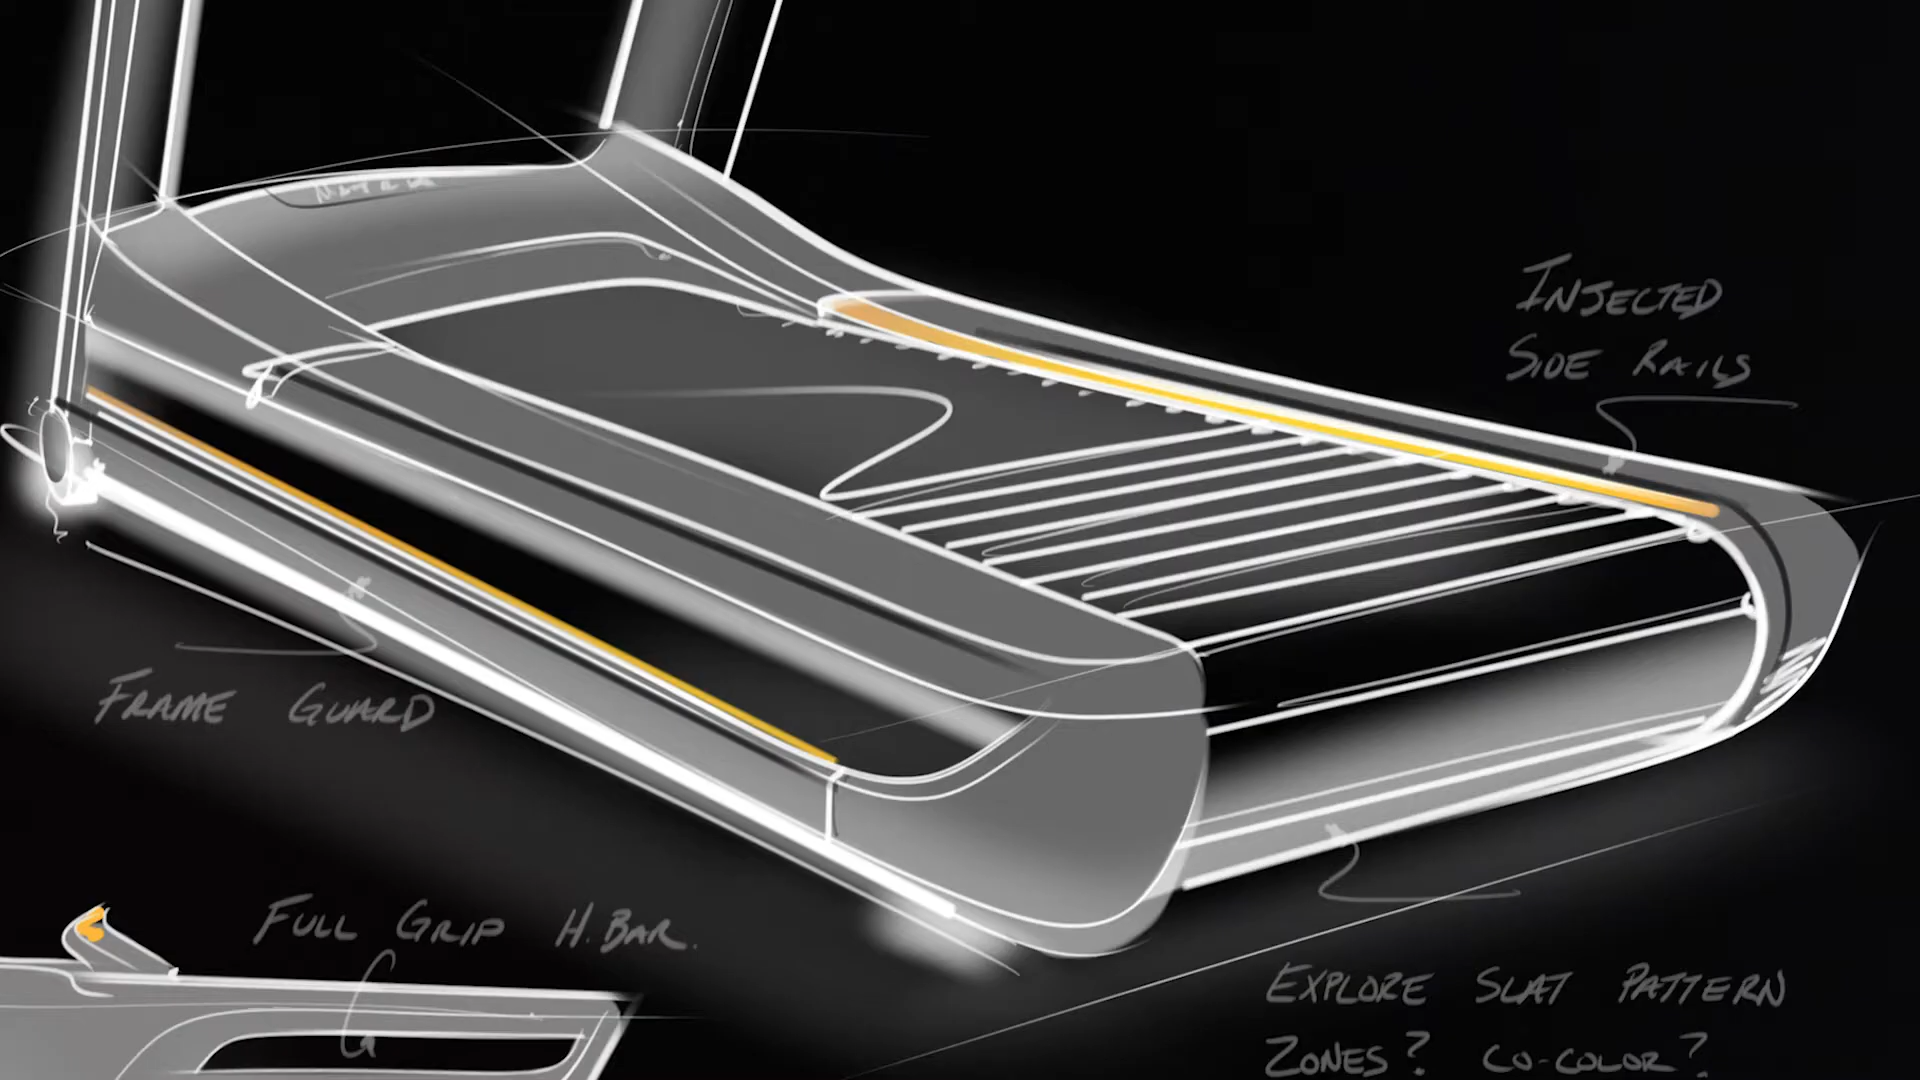 INJECTED
SIDE RAILS
FRAME GUARD
FULL GRIP H.BAR.
EXPLORE SLAT PATTERN
ZONES? CO-COLOR?